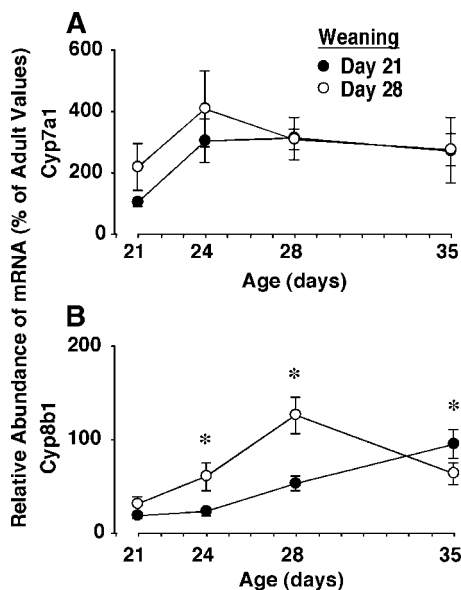 A
Weaning
Day 21
Day 28
Relative Abundance of mRNA (% of Adult Values)
Cyp7a1
600
400
200
0
21 24 28 35
Age (days)
B
Cyp8b1
200
100
0
* * *
21 24 28 35
Age (days)